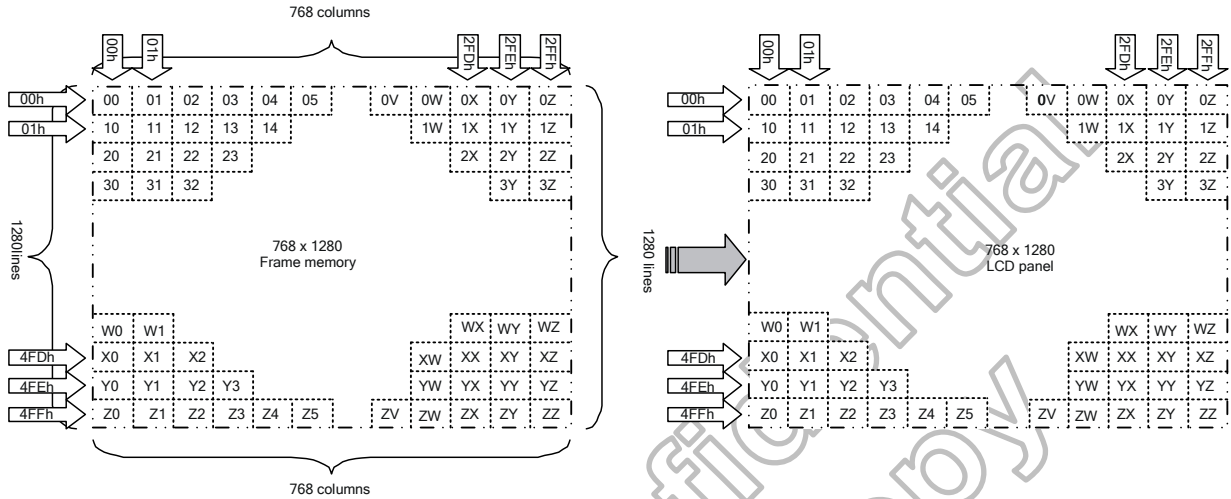 768 columns
00h 01h 2FDh 2FEh 2FFh
00h 00 01 02 03 04 05 0V 0W 0X 0Y 0Z
01h 10 11 12 13 14 1W 1X 1Y 1Z
20 21 22 23 2X 2Y 2Z
30 31 32 3Y 3Z
1280lines
768 x 1280
Frame memory
1280 lines
W0 W1 WX WY WZ
4FDh X0 X1 X2 XW XX XY XZ
4FEh Y0 Y1 Y2 Y3 YW YX YY YZ
4FFh Z0 Z1 Z2 Z3 Z4 Z5 ZV ZW ZX ZY ZZ
768 columns
00h 01h 2FDh 2FEh 2FFh
00h 00 01 02 03 04 05 0V 0W 0X 0Y 0Z
01h 10 11 12 13 14 1W 1X 1Y 1Z
20 21 22 23 2X 2Y 2Z
30 31 32 3Y 3Z
768 x 1280
LCD panel
W0 W1 WX WY WZ
4FDh X0 X1 X2 XW XX XY XZ
4FEh Y0 Y1 Y2 Y3 YW YX YY YZ
4FFh Z0 Z1 Z2 Z3 Z4 Z5 ZV ZW ZX ZY ZZ